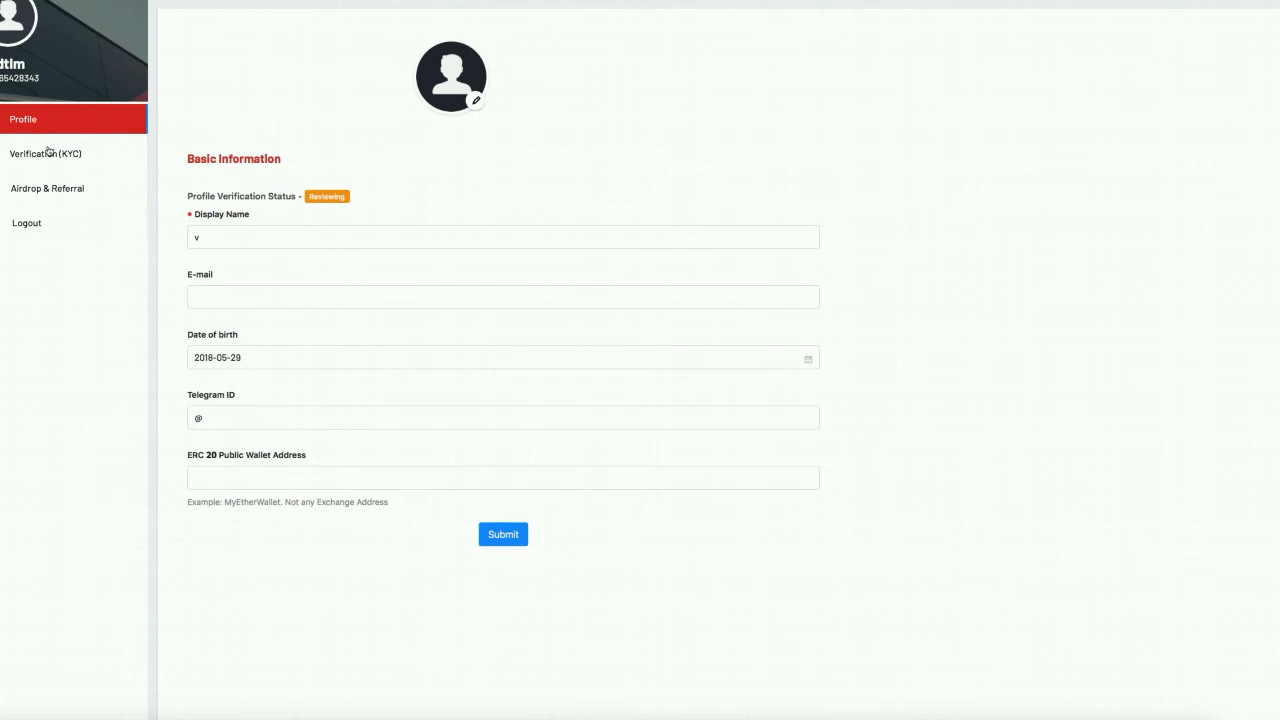 dtlm
65428343
Profile
Verification (KYC)
Airdrop & Referral
Logout
Basic Information
Profile Verification Status - Reviewing
* Display Name
v
E-mail
Date of birth
2018-05-29
Telegram ID
@
ERC 20 Public Wallet Address
Example: MyEtherWallet. Not any Exchange Address
Submit